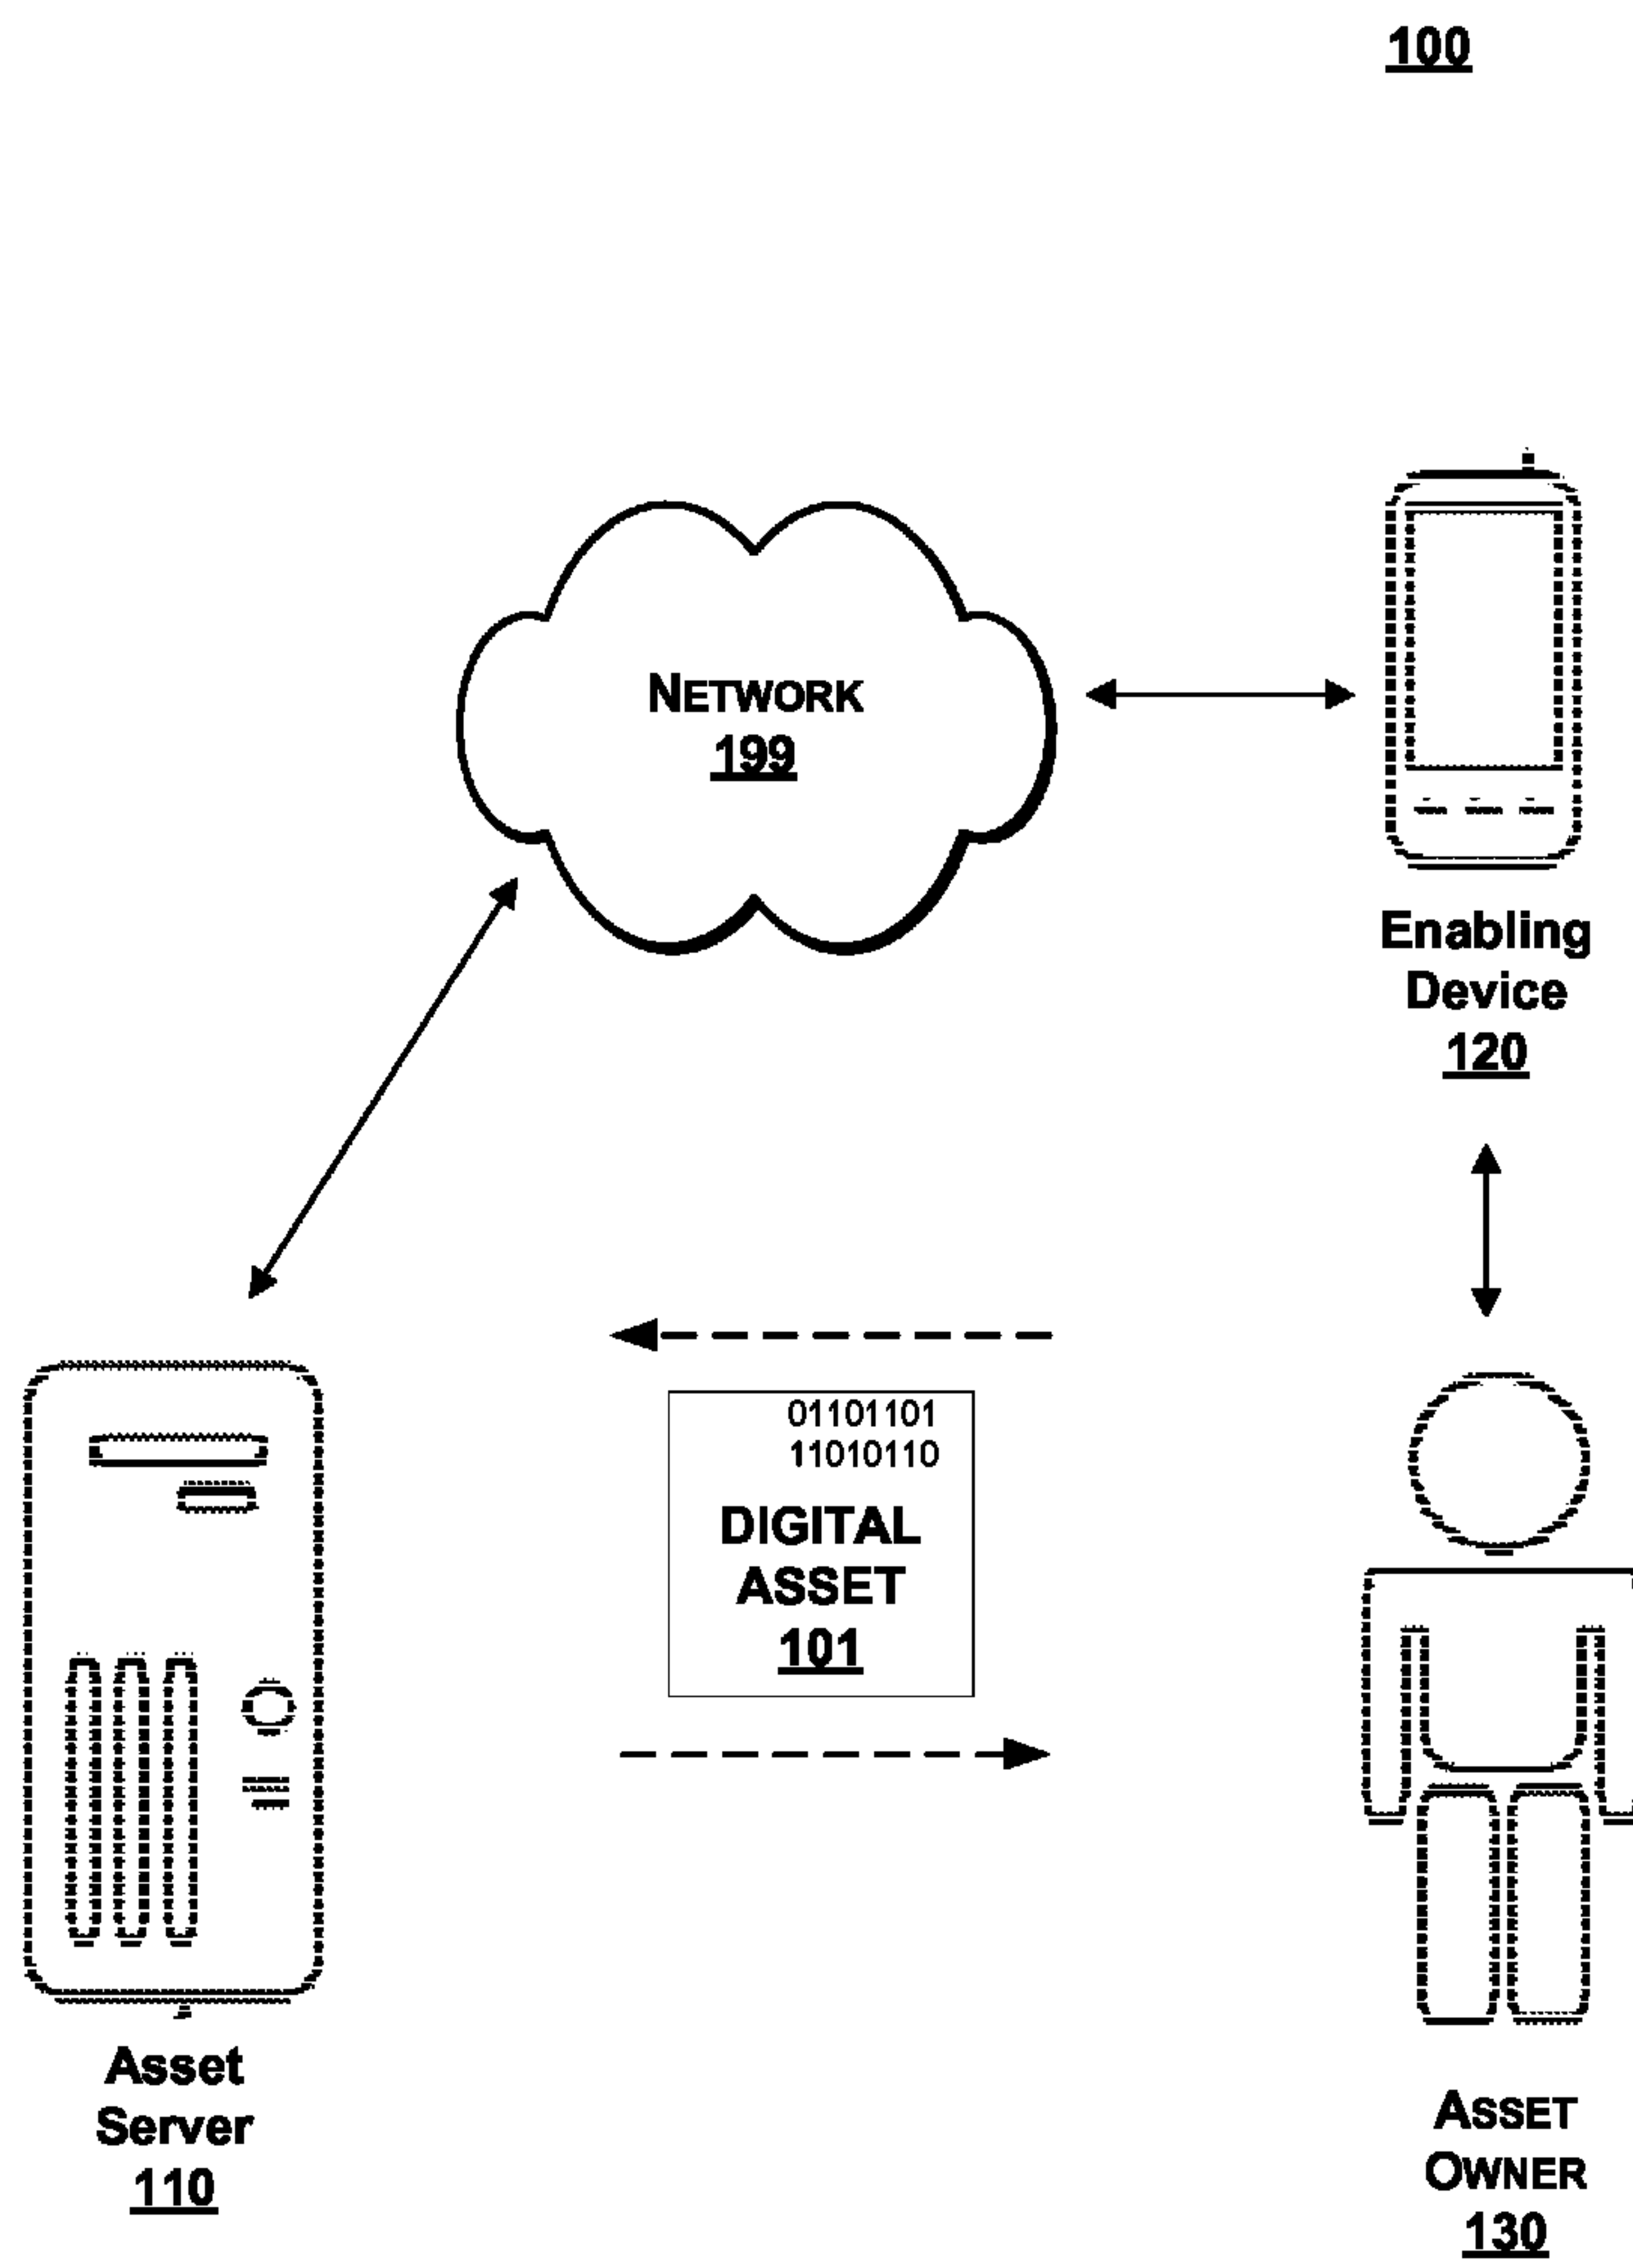 100
NETWORK
199
Enabling
Device
120
01101101
11010110
DIGITAL
ASSET
101
Asset
Server
110
ASSET
OWNER
130